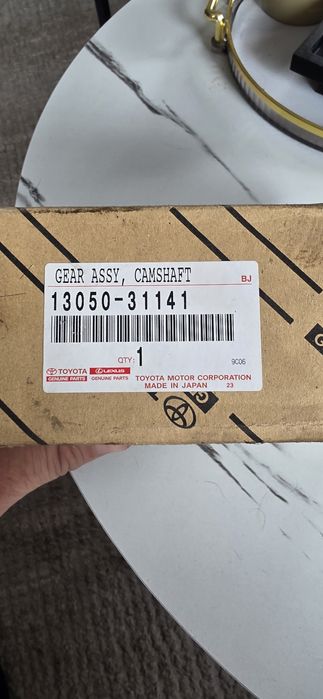 GEAR ASSY, CAMSHAFT
BJ
13050-31141
QTY: 1
9C06
TOYOTA LEXUS
GENUINE PARTS GENUINE PARTS
TOYOTA MOTOR CORPORATION
MADE IN JAPAN 23